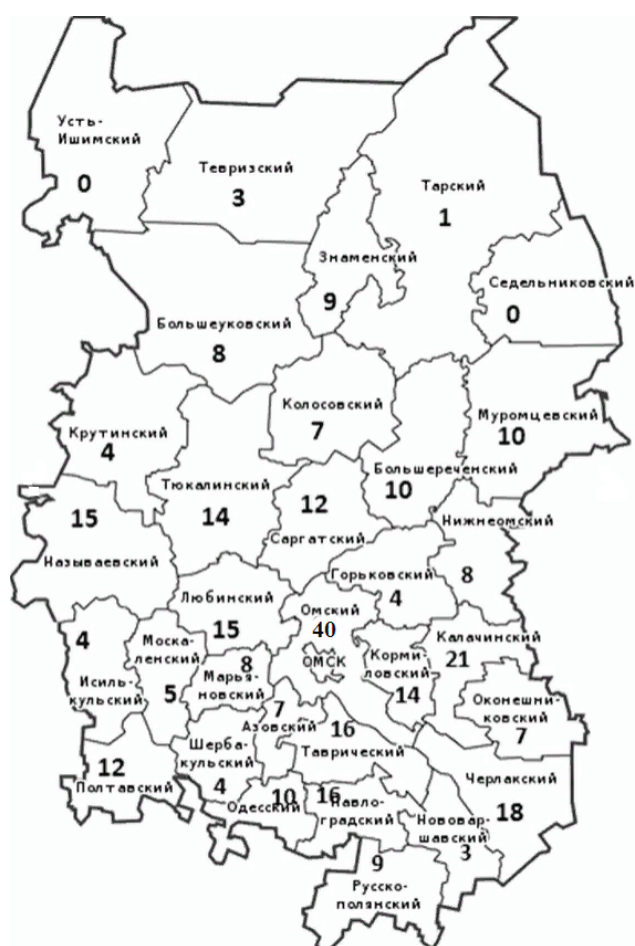 Усть-
Ишимский
0
Тевризский
3
Тарский
1
Знаменский
9
Седельниковский
0
Большеуковский
8
Колосовский
7
Крутинский
4
Муромцевский
10
Большереченский
10
Тюкалинский
14
12
Саргатский
15
Называевский
Нижнеомский
8
Горьковский
4
Любинский
15
Омский
40
ОМСК
Калачинский
21
4
Исиль-
кульский
Моска-
ленский
5
8
Марья-
новский
Корми-
ловский
14
Оконешни-
ковский
7
7
Азовский
16
Таврический
Шерба-
кульский
4
12
Полтавский
10
Одесский
16
Павло-
градский
Черлакский
18
Нововар-
шавский
3
9
Русско-
полянский